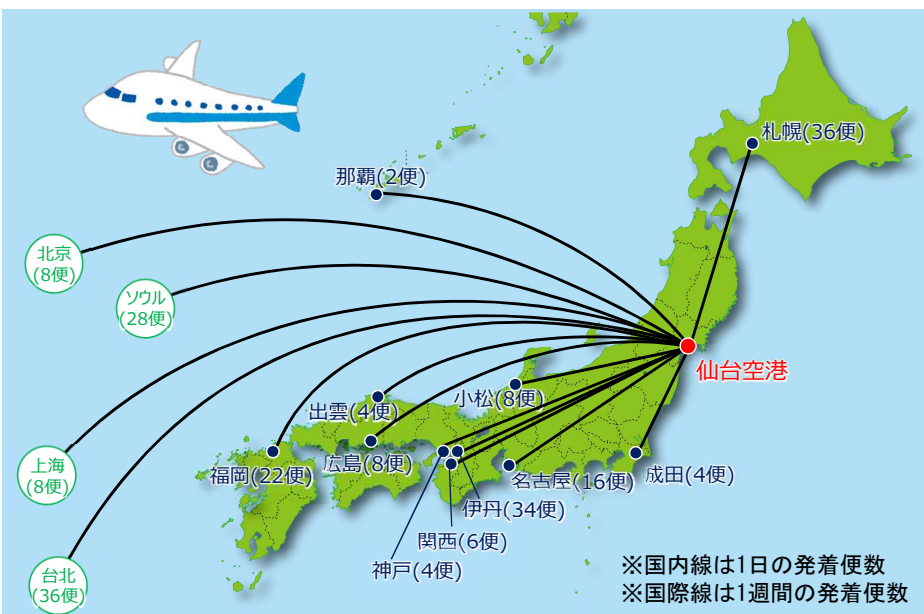 札幌(36便)
那覇(2便)
北京
(8便)
ソウル
(28便)
仙台空港
小松(8便)
出雲(4便)
上海
(8便)
福岡(22便)
広島(8便)
名古屋(16便)
成田(4便)
伊丹(34便)
関西(6便)
神戸(4便)
台北
(36便)
※国内線は1日の発着便数
※国際線は1週間の発着便数